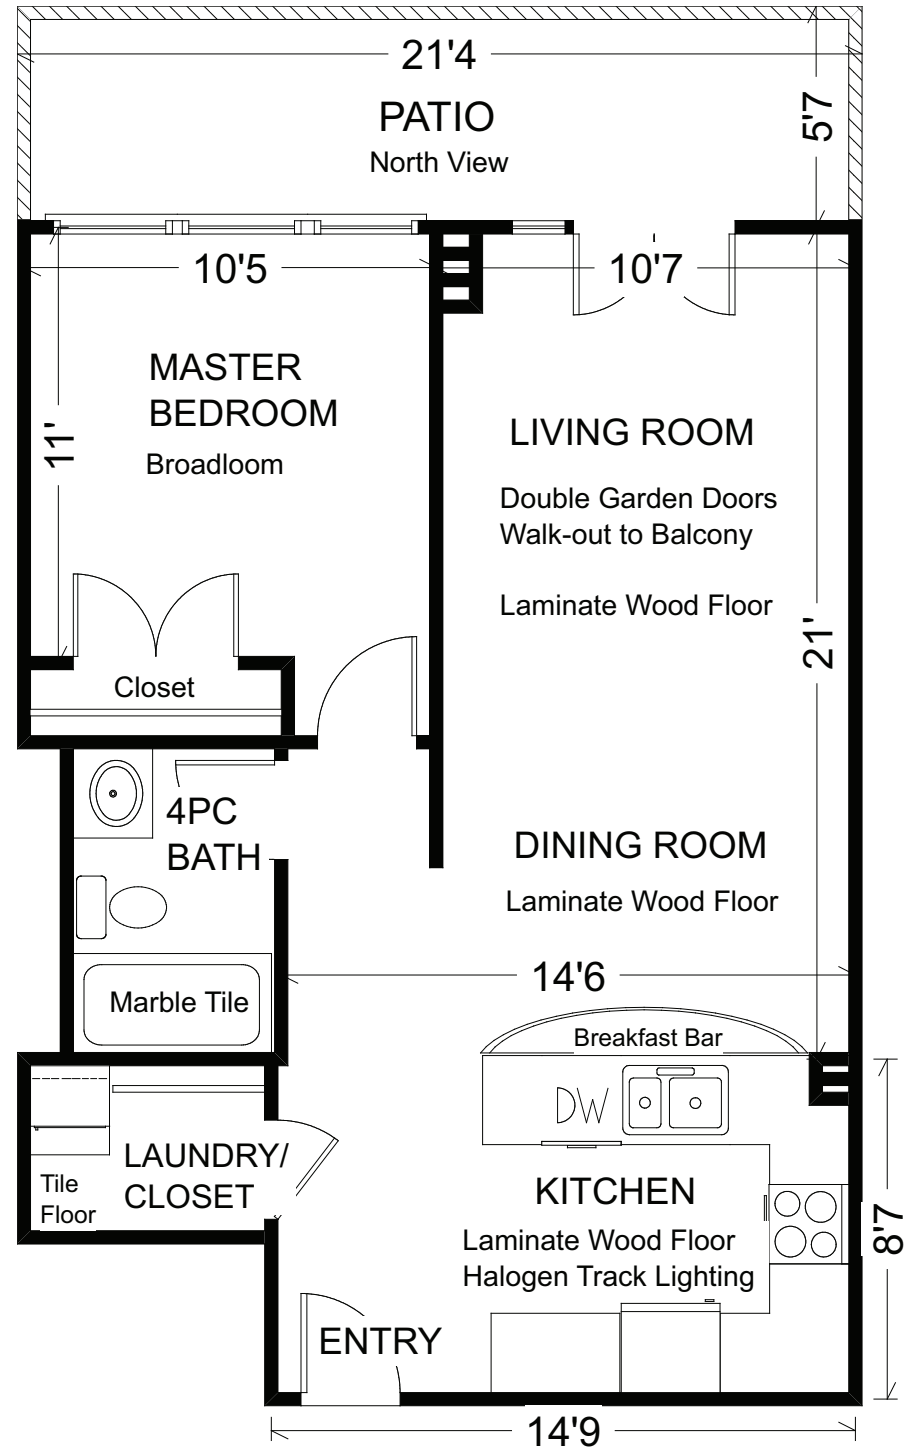 21'4
PATIO
North View
5'7
10'5
10'7
MASTER
BEDROOM
Broadloom
11'
LIVING ROOM
Double Garden Doors
Walk-out to Balcony
Laminate Wood Floor
21'
Closet
4PC
BATH
DINING ROOM
Laminate Wood Floor
14'6
Marble Tile
Breakfast Bar
DW
LAUNDRY/
CLOSET
Tile
Floor
KITCHEN
Laminate Wood Floor
Halogen Track Lighting
8'7
ENTRY
14'9